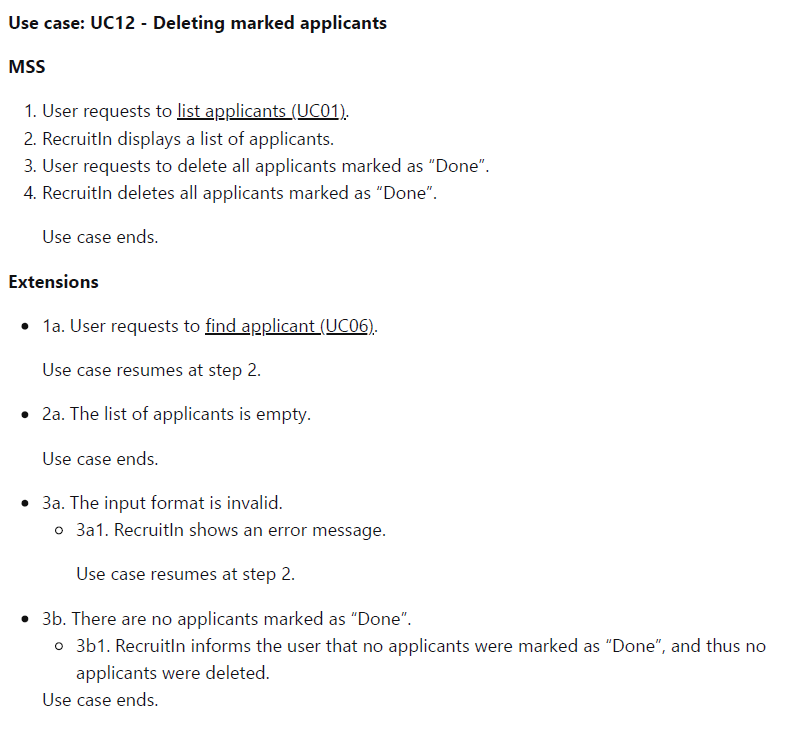 Use case: UC12 - Deleting marked applicants
MSS
1. User requests to list applicants (UC01).
2. RecruitIn displays a list of applicants.
3. User requests to delete all applicants marked as “Done”.
4. RecruitIn deletes all applicants marked as “Done”.
Use case ends.
Extensions
• 1a. User requests to find applicant (UC06).
Use case resumes at step 2.
• 2a. The list of applicants is empty.
Use case ends.
• 3a. The input format is invalid.
◦ 3a1. RecruitIn shows an error message.
Use case resumes at step 2.
• 3b. There are no applicants marked as “Done”.
◦ 3b1. RecruitIn informs the user that no applicants were marked as “Done”, and thus no
applicants were deleted.
Use case ends.